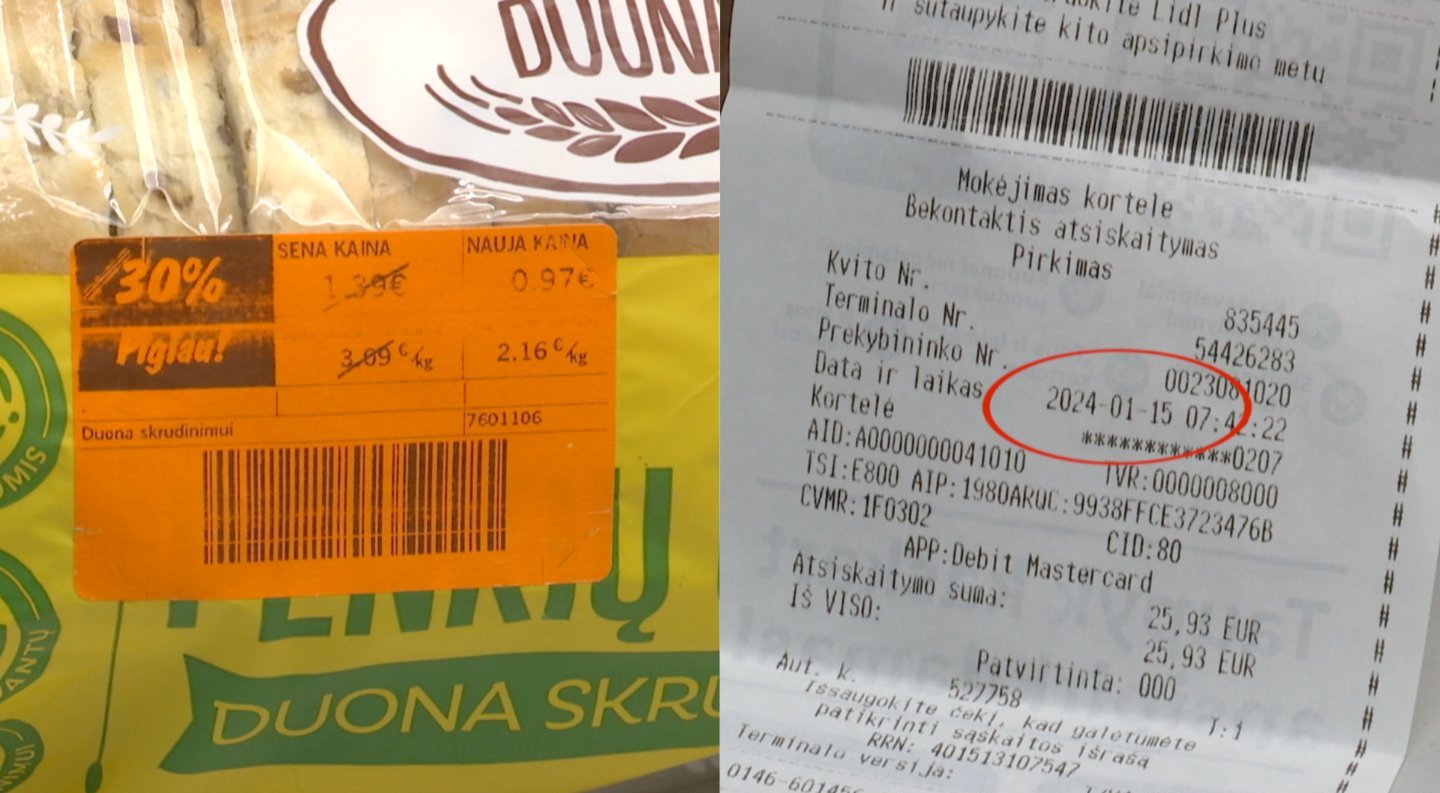 DUON
30%
Pigiau!
SENA KAINA
1.39€
3.09 €/kg
NAUJA KAINA
0.97€
2.16 €/kg
Duona skrudinimui
7601106
PENKIŲ
DUONA SKRU
Lidl Plus
ir sutaupykite kito apsipirkimo metu
Mokėjimas kortele
Bekontaktis atsiskaitymas
Pirkimas
Kvito Nr. 835445
Terminalo Nr. 54426283
Prekybininko Nr. 0023081020
Data ir laikas 2024-01-15 07:42:22
Kortelė ************0207
AID:A0000000041010 TVR:0000008000
TSI:E800 AIP:1980ARQC:9938FFCE3723476B
CVMR:1F0302 CID:80
APP:Debit Mastercard
Atsiskaitymo suma: 25,93 EUR
IŠ VISO: 25,93 EUR
Patvirtinta: 000
Aut. k. 527758 T:1
Išsaugokite čekį, kad galėtumėte
patikrinti sąskaitos išrašą
RRN: 401513107547
Terminalo versija: